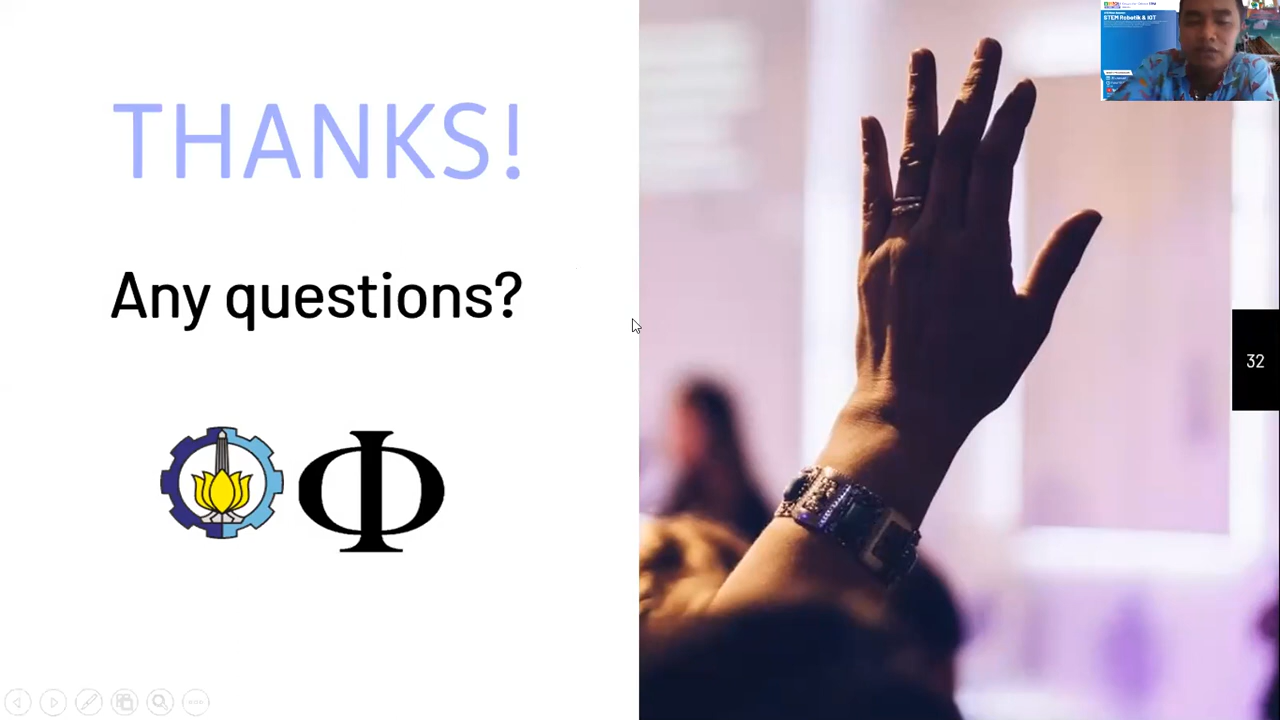 THANKS!
Any questions?
Φ
STEM Robotik & IOT
32